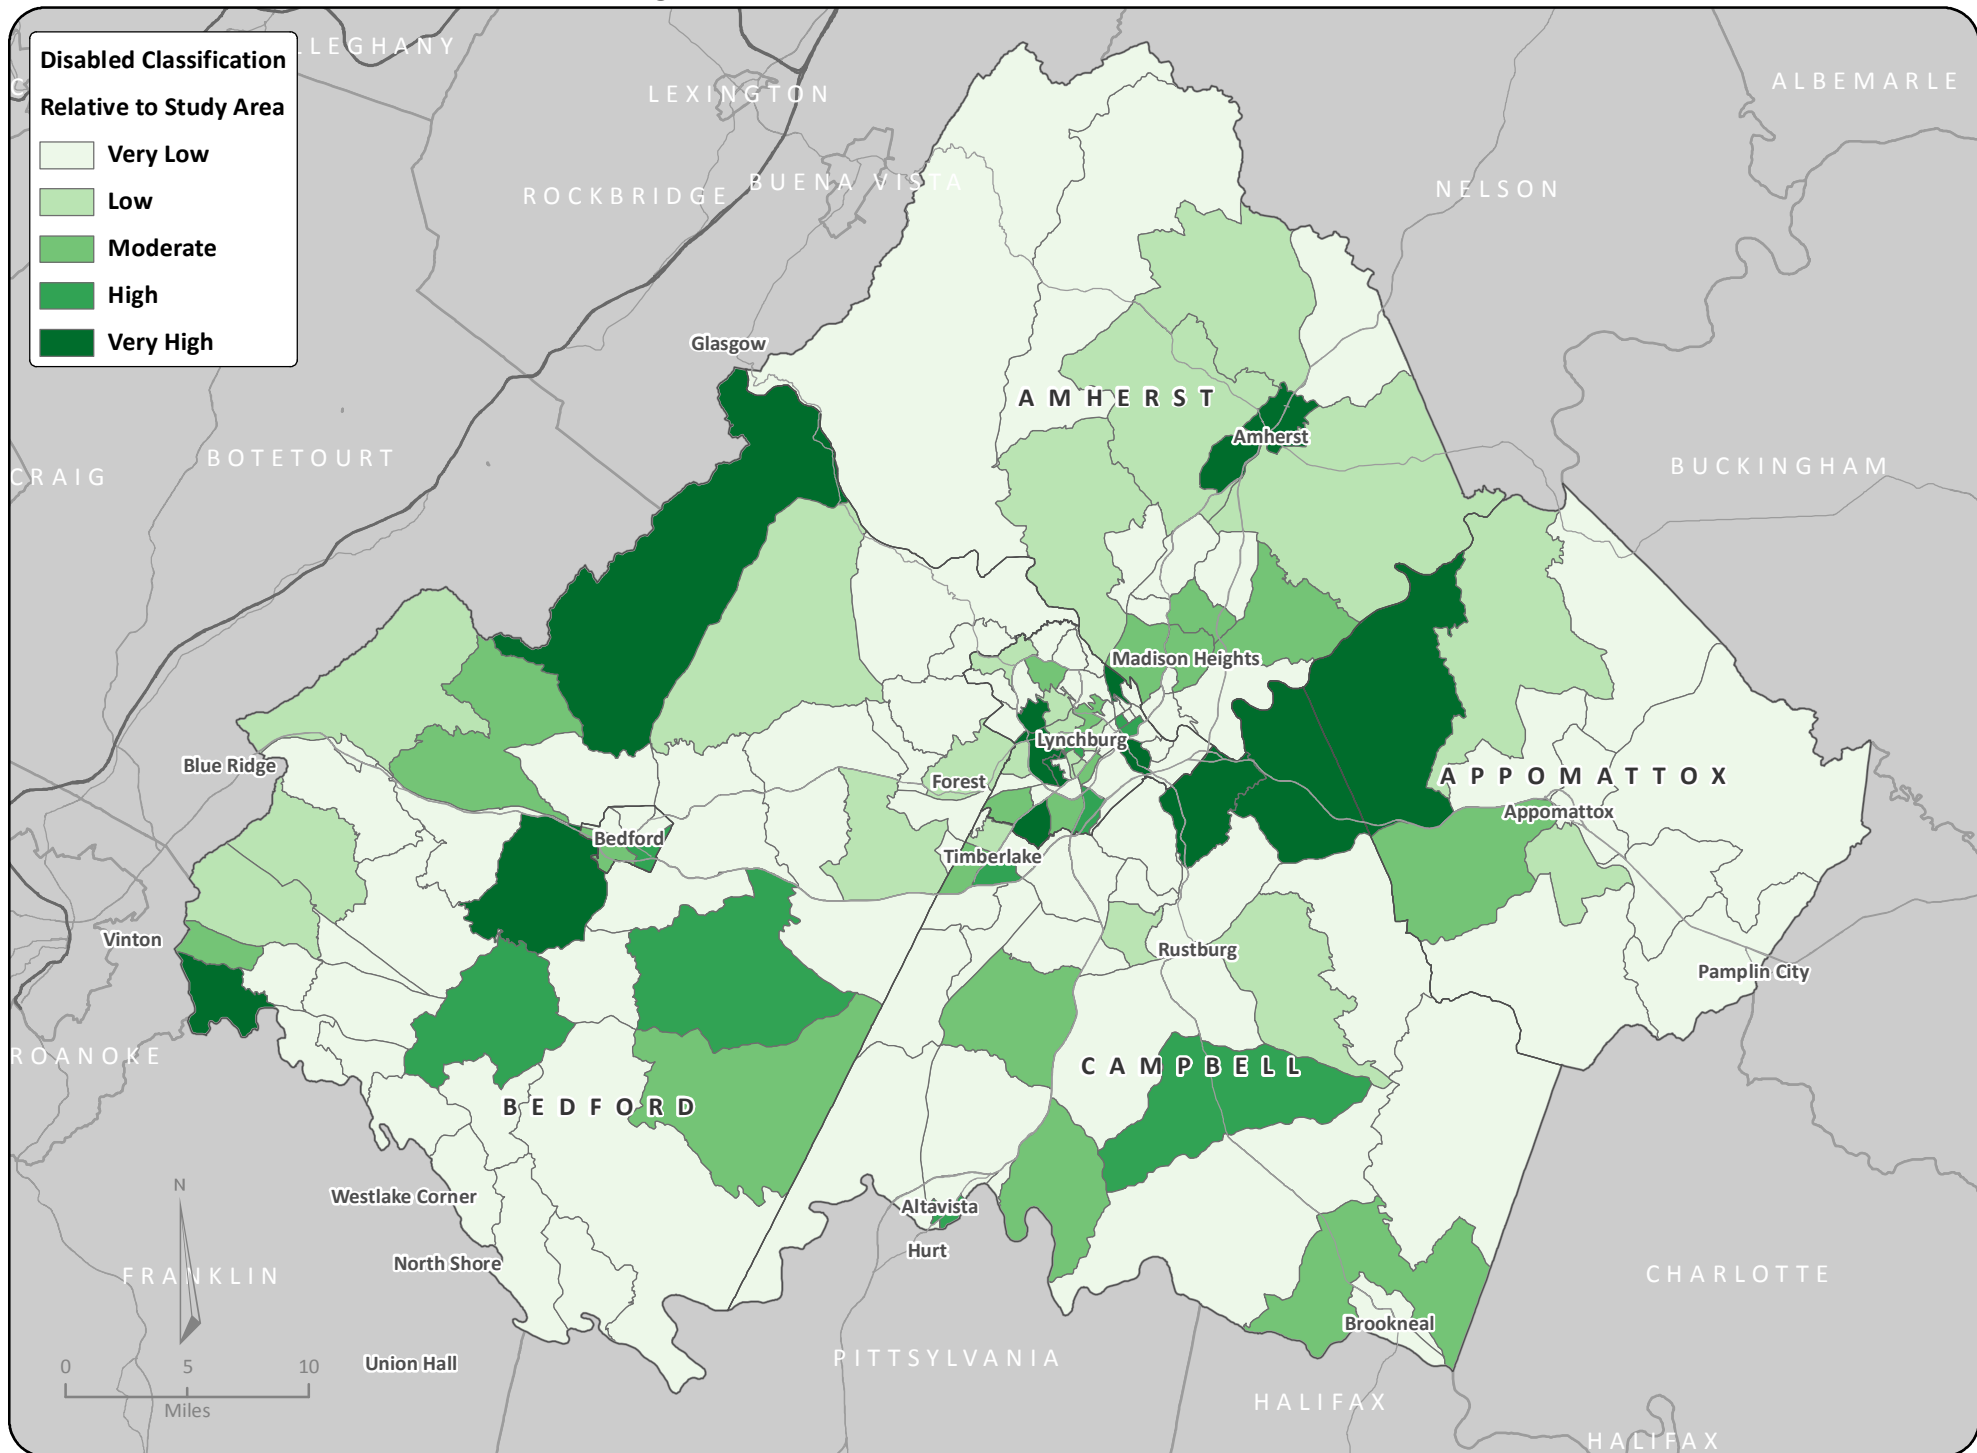 Disabled Classification
Relative to Study Area
Very Low
Low
Moderate
High
Very High
LLEGHANY
C
LEXINGTON
ALBEMARLE
ROCKBRIDGE
BUENA VISTA
NELSON
Glasgow
AMHERST
Amherst
BOTETOURT
CRAIG
BUCKINGHAM
Madison Heights
Lynchburg
Blue Ridge
Forest
APPOMATTOX
Appomattox
Bedford
Timberlake
Vinton
Rustburg
Pamplin City
ROANOKE
CAMPBELL
BEDFORD
Westlake Corner
Altavista
Hurt
North Shore
FRANKLIN
CHARLOTTE
Brookneal
Union Hall
PITTSYLVANIA
HALIFAX
HALIFAX
N
0 5 10
Miles